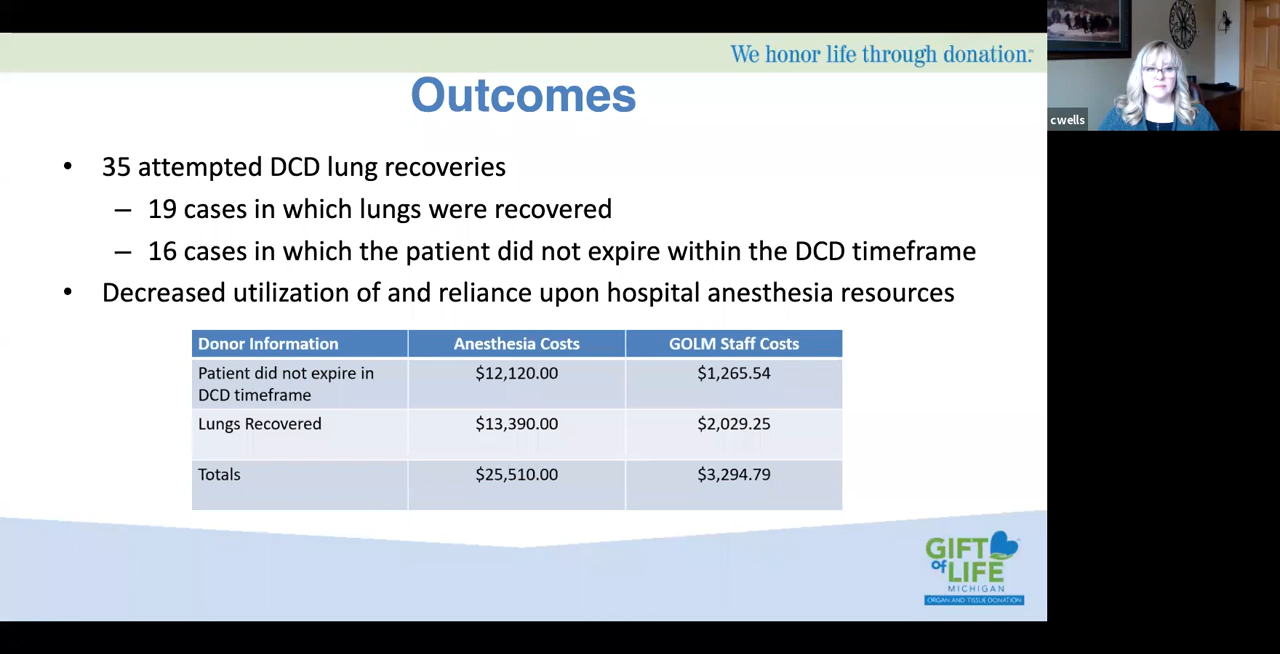 We honor life through donation.
Outcomes
cwells
• 35 attempted DCD lung recoveries
– 19 cases in which lungs were recovered
– 16 cases in which the patient did not expire within the DCD timeframe
• Decreased utilization of and reliance upon hospital anesthesia resources
Donor Information Anesthesia Costs GOLM Staff Costs
Patient did not expire in DCD timeframe $12,120.00 $1,265.54
Lungs Recovered $13,390.00 $2,029.25
Totals $25,510.00 $3,294.79
GIFT
of LIFE
MICHIGAN
ORGAN AND TISSUE DONATION